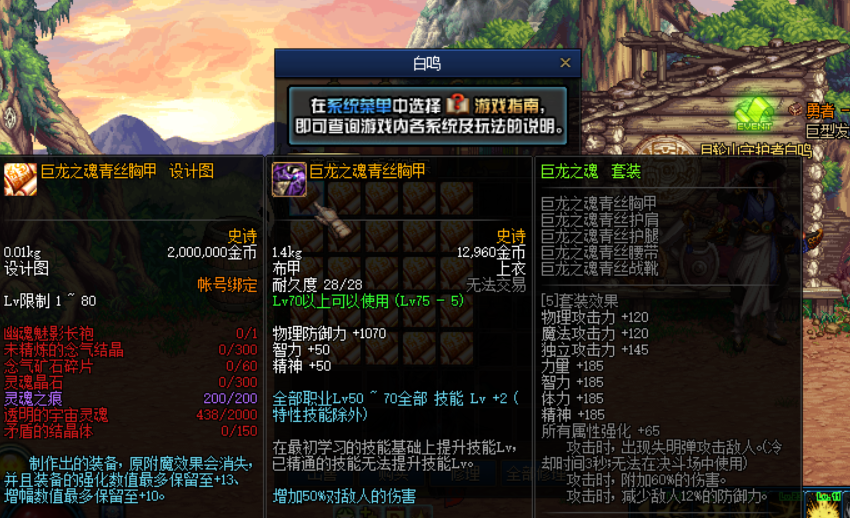 白鸣
在系统菜单中选择 ? 游戏指南,
即可查询游戏内各系统及玩法的说明。
EVENT
勇者 一
巨型发
月轮山守护者白鸣
巨龙之魂青丝胸甲 设计图
史诗
0.01kg 2,000,000金币
设计图
帐号绑定
Lv限制 1 ~ 80
幽魂魅影长袍 0/1
未精炼的念气结晶 0/300
念气矿石碎片 0/60
灵魂晶石 0/300
灵魂之痕 200/200
透明的宇宙灵魂 438/2000
矛盾的结晶体 0/150
制作出的装备,原附魔效果会消失,
并且装备的强化数值最多保留至+13、
增幅数值最多保留至+10。
巨龙之魂青丝胸甲
史诗
1.4kg 12,960金币
布甲 上衣
耐久度 28/28 无法交易
Lv70以上可以使用 (Lv75 - 5)
物理防御力 +1070
智力 +50
精神 +50
全部职业Lv50 ~ 70全部 技能 Lv +2 (
特性技能除外)
在最初学习的技能基础上提升技能Lv,
已精通的技能无法提升技能Lv。
增加50%对敌人的伤害
巨龙之魂 套装
巨龙之魂青丝胸甲
巨龙之魂青丝护肩
巨龙之魂青丝护腿
巨龙之魂青丝腰带
巨龙之魂青丝战靴
[5]套装效果
物理攻击力 +120
魔法攻击力 +120
独立攻击力 +145
力量 +185
智力 +185
体力 +185
精神 +185
所有属性强化 +65
攻击时,出现失明弹攻击敌人。(冷
却时间3秒;无法在决斗场中使用)
攻击时,附加60%的伤害。
攻击时,减少敌人12%的防御力。